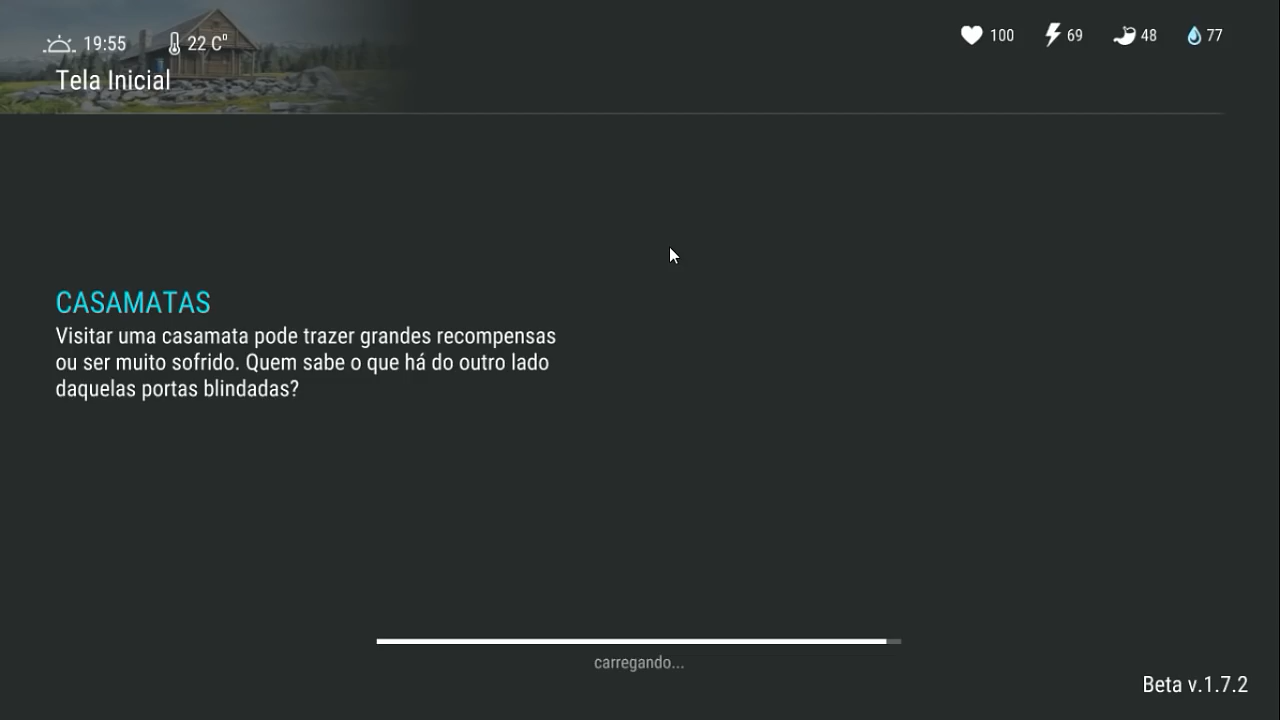 19:55 22 C° 100 69 48 77
Tela Inicial
CASAMATAS
Visitar uma casamata pode trazer grandes recompensas
ou ser muito sofrido. Quem sabe o que há do outro lado
daquelas portas blindadas?
carregando...
Beta v.1.7.2